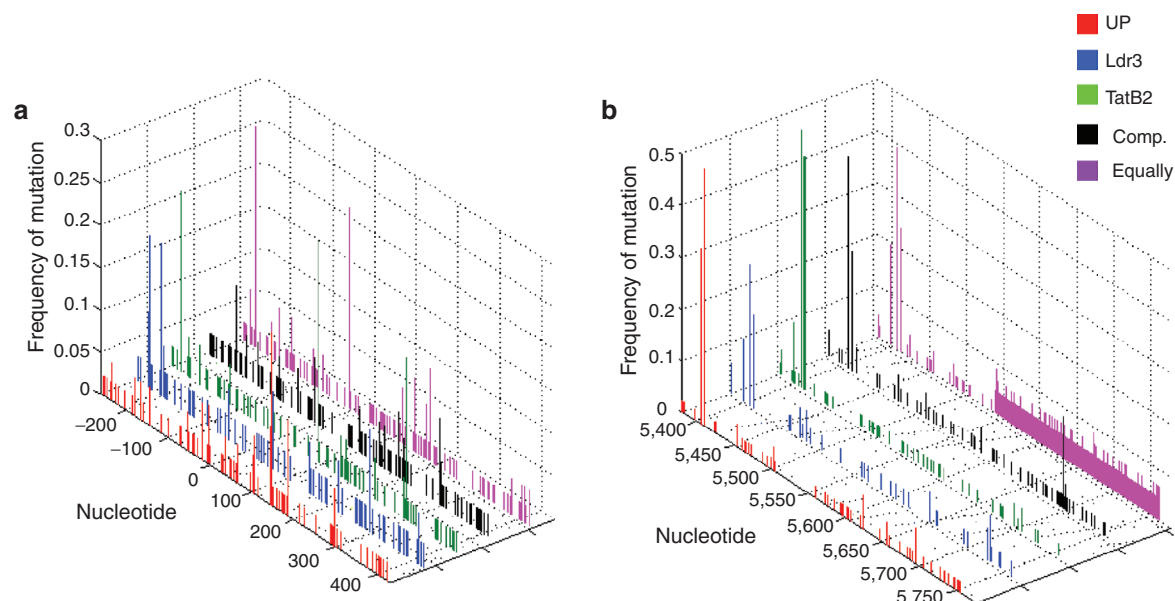 a
Frequency of mutation
0.3
0.25
0.2
0.15
0.1
0.05
0
−200
−100
0
100
200
300
400
Nucleotide
b
Frequency of mutation
0.5
0.4
0.3
0.2
0.1
0
5,400
5,450
5,500
5,550
5,600
5,650
5,700
5,750
Nucleotide
UP
Ldr3
TatB2
Comp.
Equally